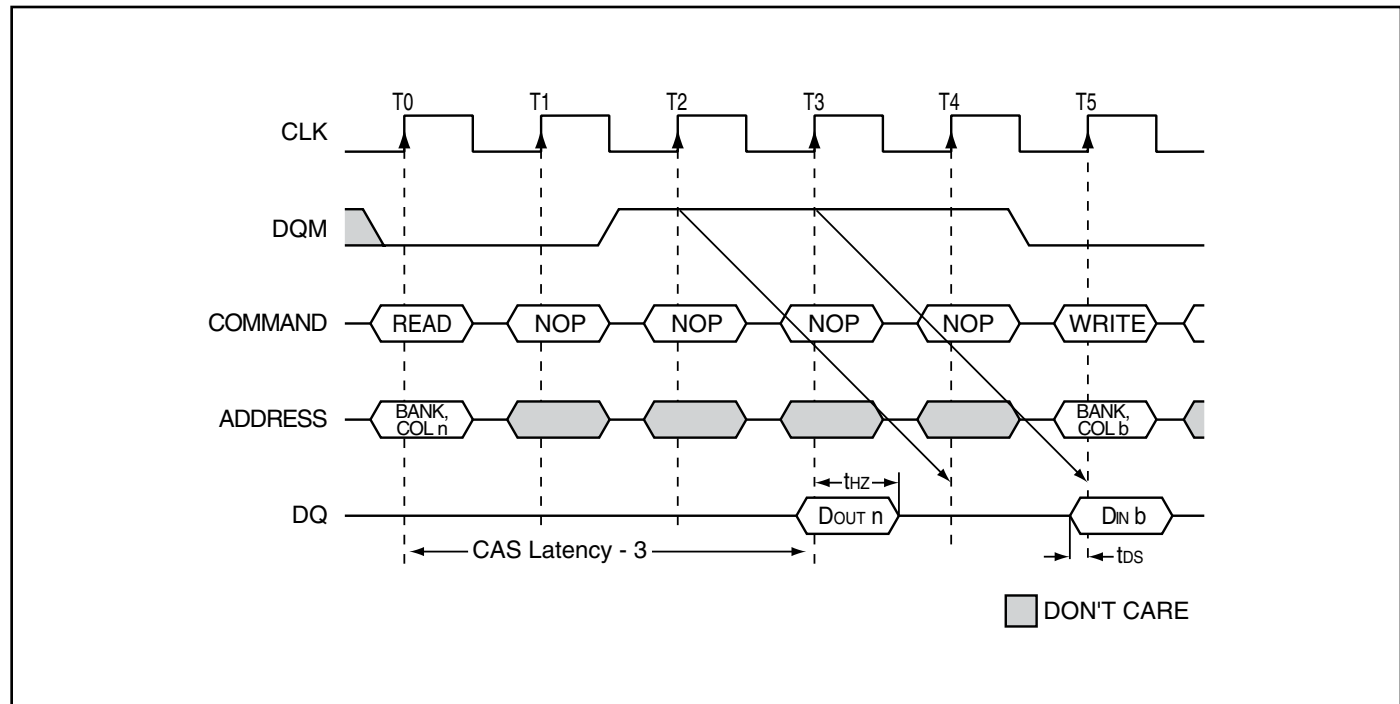 T0 T1 T2 T3 T4 T5
CLK
DQM
COMMAND READ NOP NOP NOP NOP WRITE
ADDRESS BANK, COL n BANK, COL b
tHZ
DQ DOUT n DIN b
CAS Latency - 3 tDS
DON'T CARE